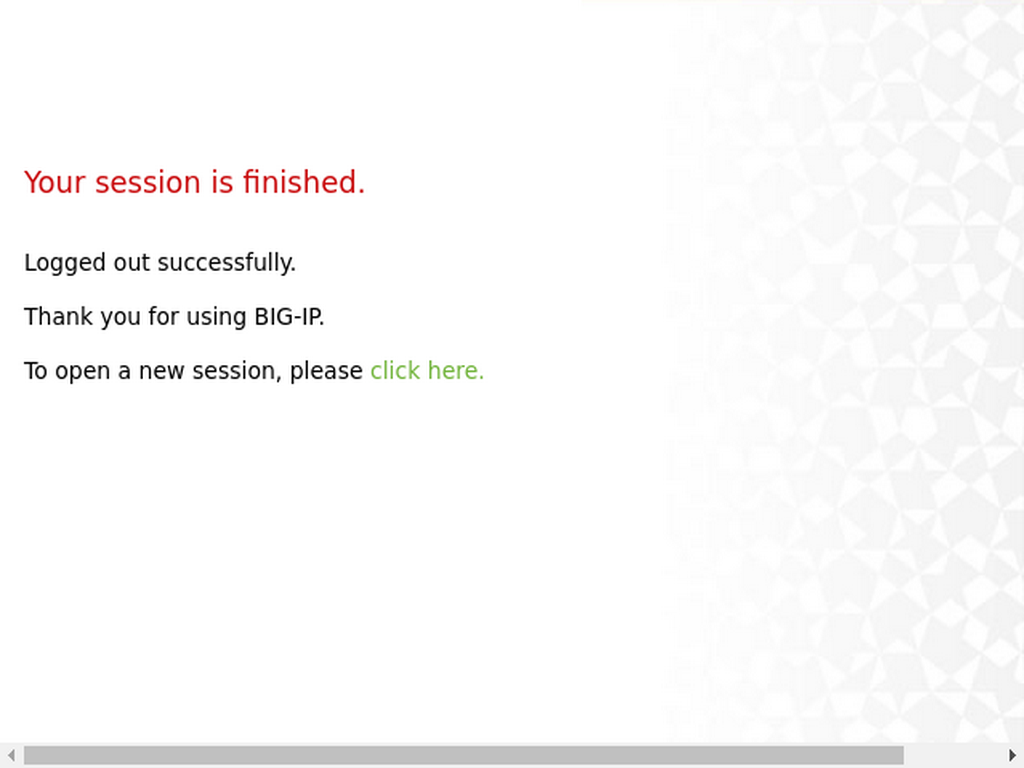 Your session is finished.
Logged out successfully.
Thank you for using BIG-IP.
To open a new session, please click here.